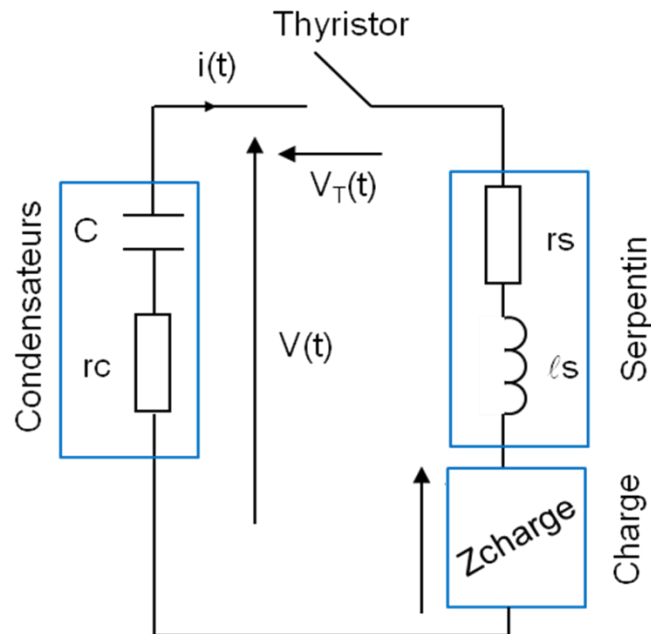 Thyristor
i(t)
V_T(t)
Condensateurs
C
rc
V(t)
rs
ℓs
Serpentin
Zcharge
Charge